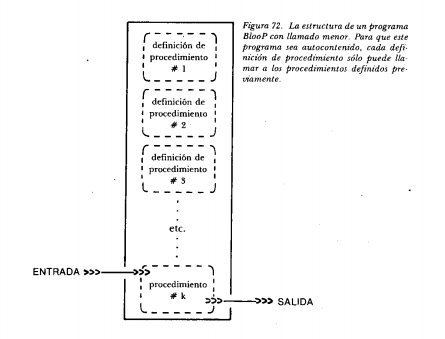 Figura 72. La estructura de un programa
BlooP con llamado menor. Para que este
programa sea autocontenido, cada defi-
nición de procedimiento sólo puede lla-
mar a los procedimientos definidos pre-
viamente.
definición de
procedimiento
# 1
definición de
procedimiento
# 2
definición de
procedimiento
# 3
etc.
ENTRADA >>> >>>
procedimiento
# k
>>> >>> SALIDA